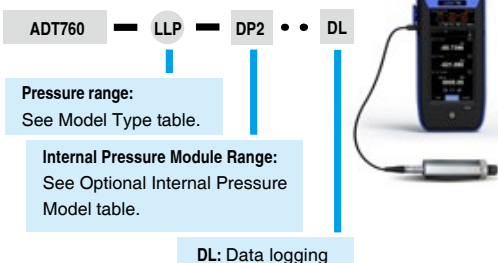 ADT760 — LLP — DP2 • • DL
Pressure range:
See Model Type table.
Internal Pressure Module Range:
See Optional Internal Pressure
Model table.
DL: Data logging